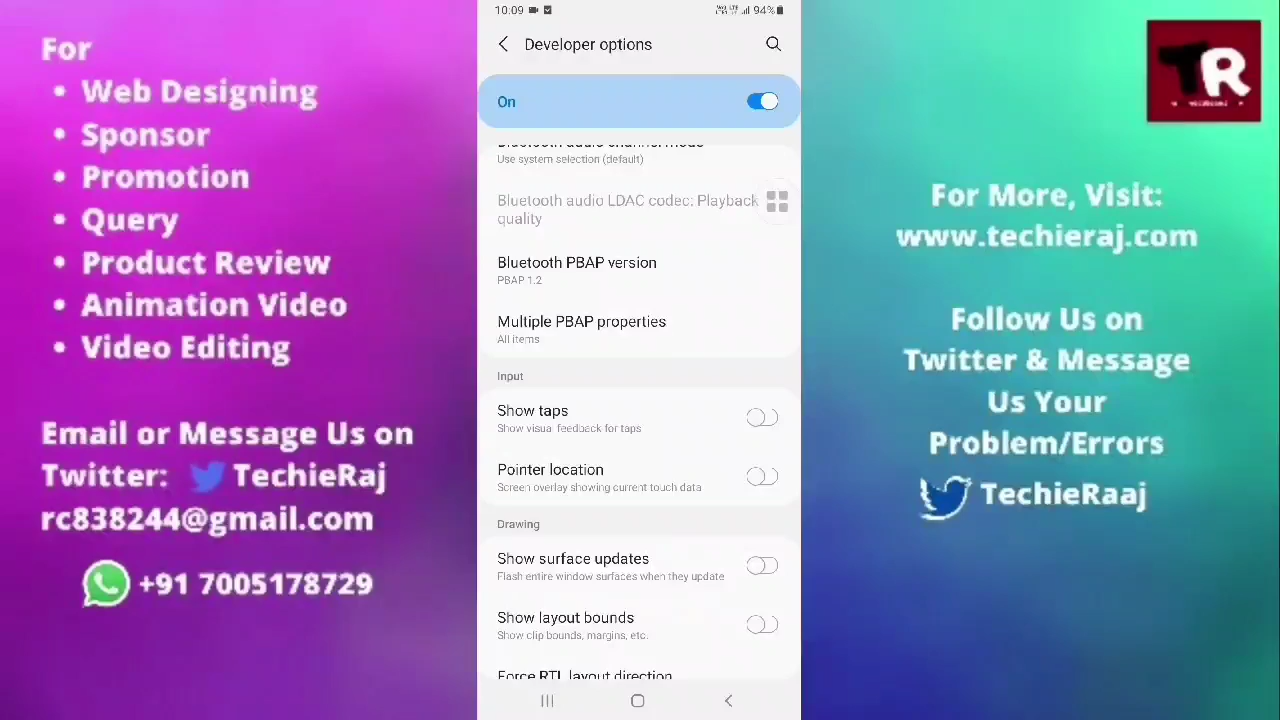 For
• Web Designing
• Sponsor
• Promotion
• Query
• Product Review
• Animation Video
• Video Editing
Email or Message Us on
Twitter: TechieRaj
rc838244@gmail.com
+91 7005178729
10.09
94%
Developer options
On
Bluetooth audio channel mode
Use system selection (default)
Bluetooth audio LDAC codec: Playback
quality
Bluetooth PBAP version
PBAP 1.2
Multiple PBAP properties
All items
Input
Show taps
Show visual feedback for taps
Pointer location
Screen overlay showing current touch data
Drawing
Show surface updates
Flash entire window surfaces when they update
Show layout bounds
Show clip bounds, margins, etc.
Force RTL layout direction
TR
For More, Visit:
www.techieraj.com
Follow Us on
Twitter & Message
Us Your
Problem/Errors
TechieRaaj